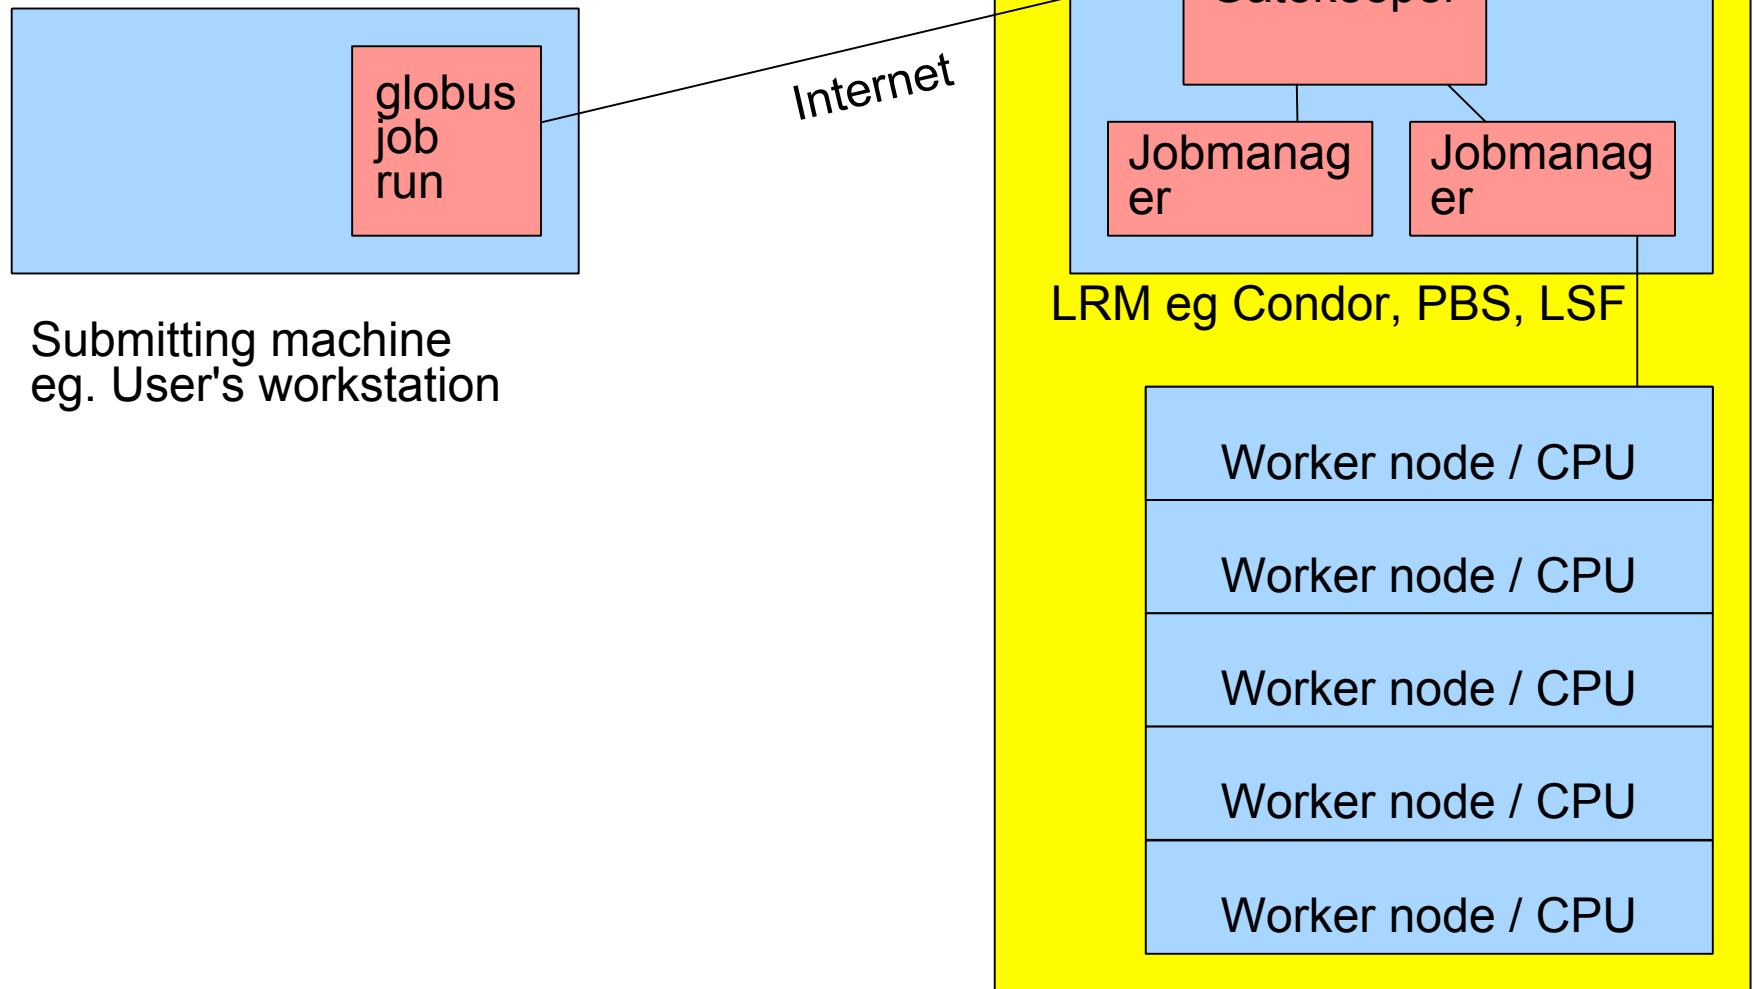 globus
job
run
Internet
Jobmanag
er
Jobmanag
er
LRM eg Condor, PBS, LSF
Submitting machine
eg. User's workstation
Worker node / CPU
Worker node / CPU
Worker node / CPU
Worker node / CPU
Worker node / CPU